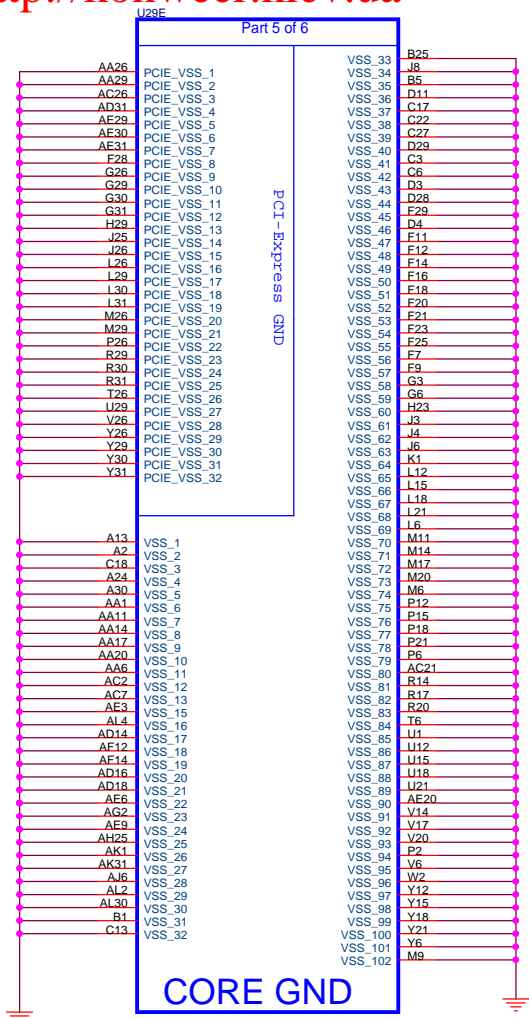 U29E
Part 5 of 6
AA26 PCIE_VSS_1
AA29 PCIE_VSS_2
AC26 PCIE_VSS_3
AD31 PCIE_VSS_4
AE29 PCIE_VSS_5
AE30 PCIE_VSS_6
AE31 PCIE_VSS_7
F28 PCIE_VSS_8
G26 PCIE_VSS_9
G29 PCIE_VSS_10
G30 PCIE_VSS_11
G31 PCIE_VSS_12
H29 PCIE_VSS_13
J25 PCIE_VSS_14
J26 PCIE_VSS_15
L26 PCIE_VSS_16
L29 PCIE_VSS_17
L30 PCIE_VSS_18
L31 PCIE_VSS_19
M26 PCIE_VSS_20
M29 PCIE_VSS_21
P26 PCIE_VSS_22
R29 PCIE_VSS_23
R30 PCIE_VSS_24
R31 PCIE_VSS_25
T26 PCIE_VSS_26
U29 PCIE_VSS_27
V26 PCIE_VSS_28
Y26 PCIE_VSS_29
Y29 PCIE_VSS_30
Y30 PCIE_VSS_31
Y31 PCIE_VSS_32
PCI-Express GND
A13 VSS_1
A2 VSS_2
C18 VSS_3
A24 VSS_4
A30 VSS_5
AA1 VSS_6
AA11 VSS_7
AA14 VSS_8
AA17 VSS_9
AA20 VSS_10
AA6 VSS_11
AC2 VSS_12
AC7 VSS_13
AE3 VSS_15
AL4 VSS_16
AD14 VSS_17
AF12 VSS_18
AF14 VSS_19
AD16 VSS_20
AD18 VSS_21
AE6 VSS_22
AG2 VSS_23
AE9 VSS_24
AH25 VSS_25
AK1 VSS_26
AK31 VSS_27
AJ6 VSS_28
AL2 VSS_29
AL30 VSS_30
B1 VSS_31
C13 VSS_32
VSS_33 B25
VSS_34 J8
VSS_35 B5
VSS_36 D11
VSS_37 C17
VSS_38 C22
VSS_39 C27
VSS_40 D29
VSS_41 C3
VSS_42 C6
VSS_43 D3
VSS_44 D28
VSS_45 F29
VSS_46 D4
VSS_47 F11
VSS_48 F12
VSS_49 F14
VSS_50 F16
VSS_51 F18
VSS_52 F20
VSS_53 F21
VSS_54 F23
VSS_55 F25
VSS_56 F7
VSS_57 F9
VSS_58 G3
VSS_59 G6
VSS_60 H23
VSS_61 J3
VSS_62 J4
VSS_63 J6
VSS_64 K1
VSS_65 L12
VSS_66 L15
VSS_67 L18
VSS_68 L21
VSS_69 L6
VSS_70 M11
VSS_71 M14
VSS_72 M17
VSS_73 M20
VSS_74 M6
VSS_75 P12
VSS_76 P15
VSS_77 P18
VSS_78 P21
VSS_79 P6
VSS_80 AC21
VSS_81 R14
VSS_82 R17
VSS_83 R20
VSS_84 T6
VSS_85 U1
VSS_86 U12
VSS_87 U15
VSS_88 U18
VSS_89 U21
VSS_90 AE20
VSS_91 V14
VSS_92 V17
VSS_93 V20
VSS_94 P2
VSS_95 V6
VSS_96 W2
VSS_97 Y12
VSS_98 Y15
VSS_99 Y18
VSS_100 Y21
VSS_101 Y6
VSS_102 M9
CORE GND